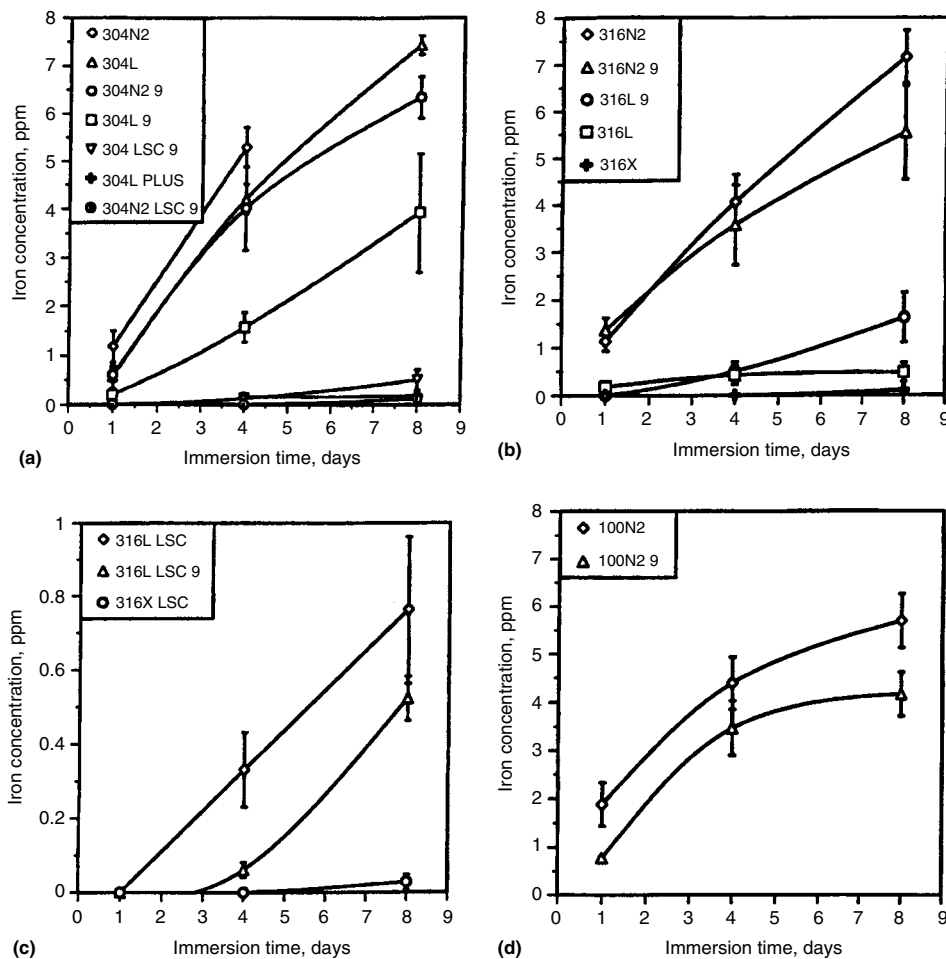 8
7
6
5
4
3
2
1
0
Iron concentration, ppm
304N2
304L
304N2 9
304L 9
304 LSC 9
304L PLUS
304N2 LSC 9
0 1 2 3 4 5 6 7 8 9
(a)
Immersion time, days
8
7
6
5
4
3
2
1
0
Iron concentration, ppm
316N2
316N2 9
316L 9
316L
316X
0 1 2 3 4 5 6 7 8 9
(b)
Immersion time, days
1
0.8
0.6
0.4
0.2
0
Iron concentration, ppm
316L LSC
316L LSC 9
316X LSC
0 1 2 3 4 5 6 7 8 9
(c)
Immersion time, days
8
7
6
5
4
3
2
1
0
Iron concentration, ppm
100N2
100N2 9
0 1 2 3 4 5 6 7 8 9
(d)
Immersion time, days